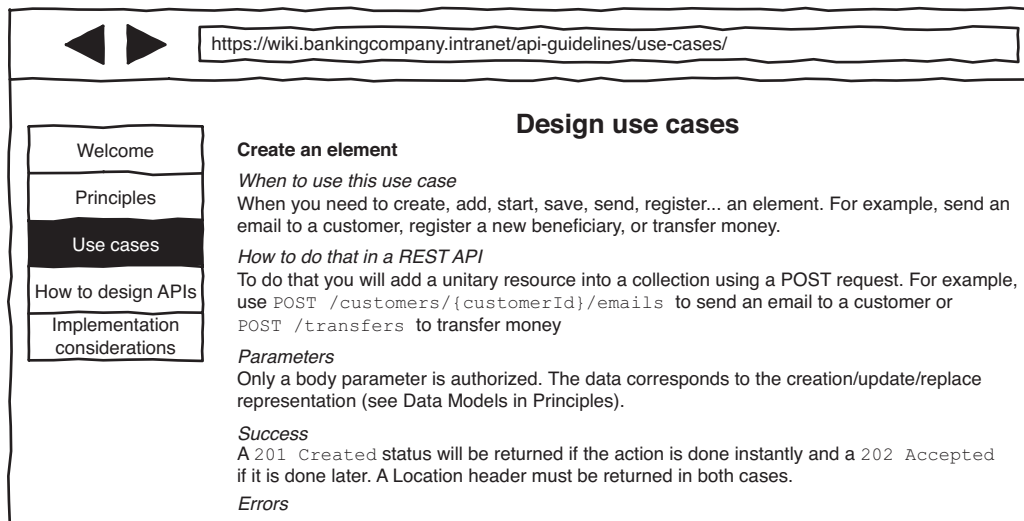 https://wiki.bankingcompany.intranet/api-guidelines/use-cases/
Welcome
Principles
Use cases
How to design APIs
Implementation
considerations
Design use cases
Create an element
When to use this use case
When you need to create, add, start, save, send, register... an element. For example, send an
email to a customer, register a new beneficiary, or transfer money.
How to do that in a REST API
To do that you will add a unitary resource into a collection using a POST request. For example,
use POST /customers/{customerId}/emails to send an email to a customer or
POST /transfers to transfer money
Parameters
Only a body parameter is authorized. The data corresponds to the creation/update/replace
representation (see Data Models in Principles).
Success
A 201 Created status will be returned if the action is done instantly and a 202 Accepted
if it is done later. A Location header must be returned in both cases.
Errors